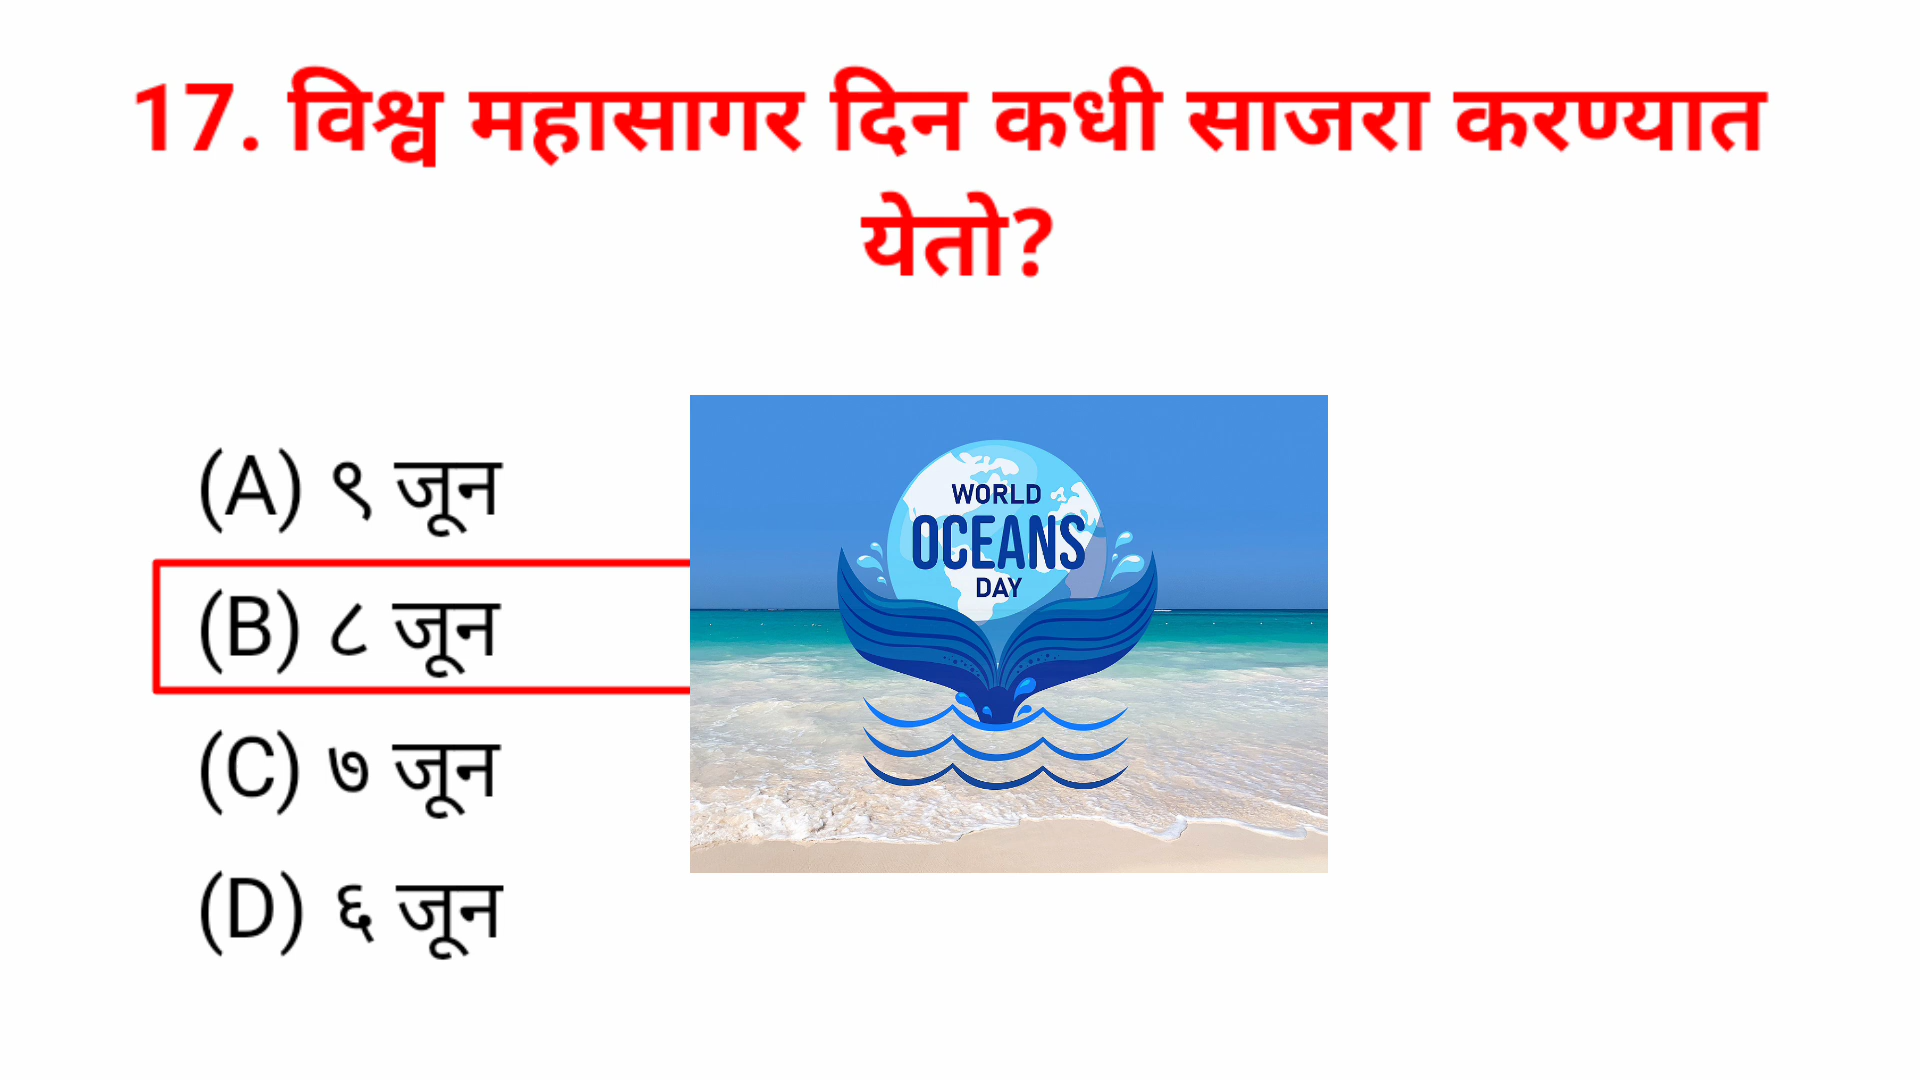 17. विश्व महासागर दिन कधी साजरा करण्यात
येतो?
(A) ९ जून
(B) ८ जून
(C) ७ जून
(D) ६ जून
WORLD
OCEANS
DAY